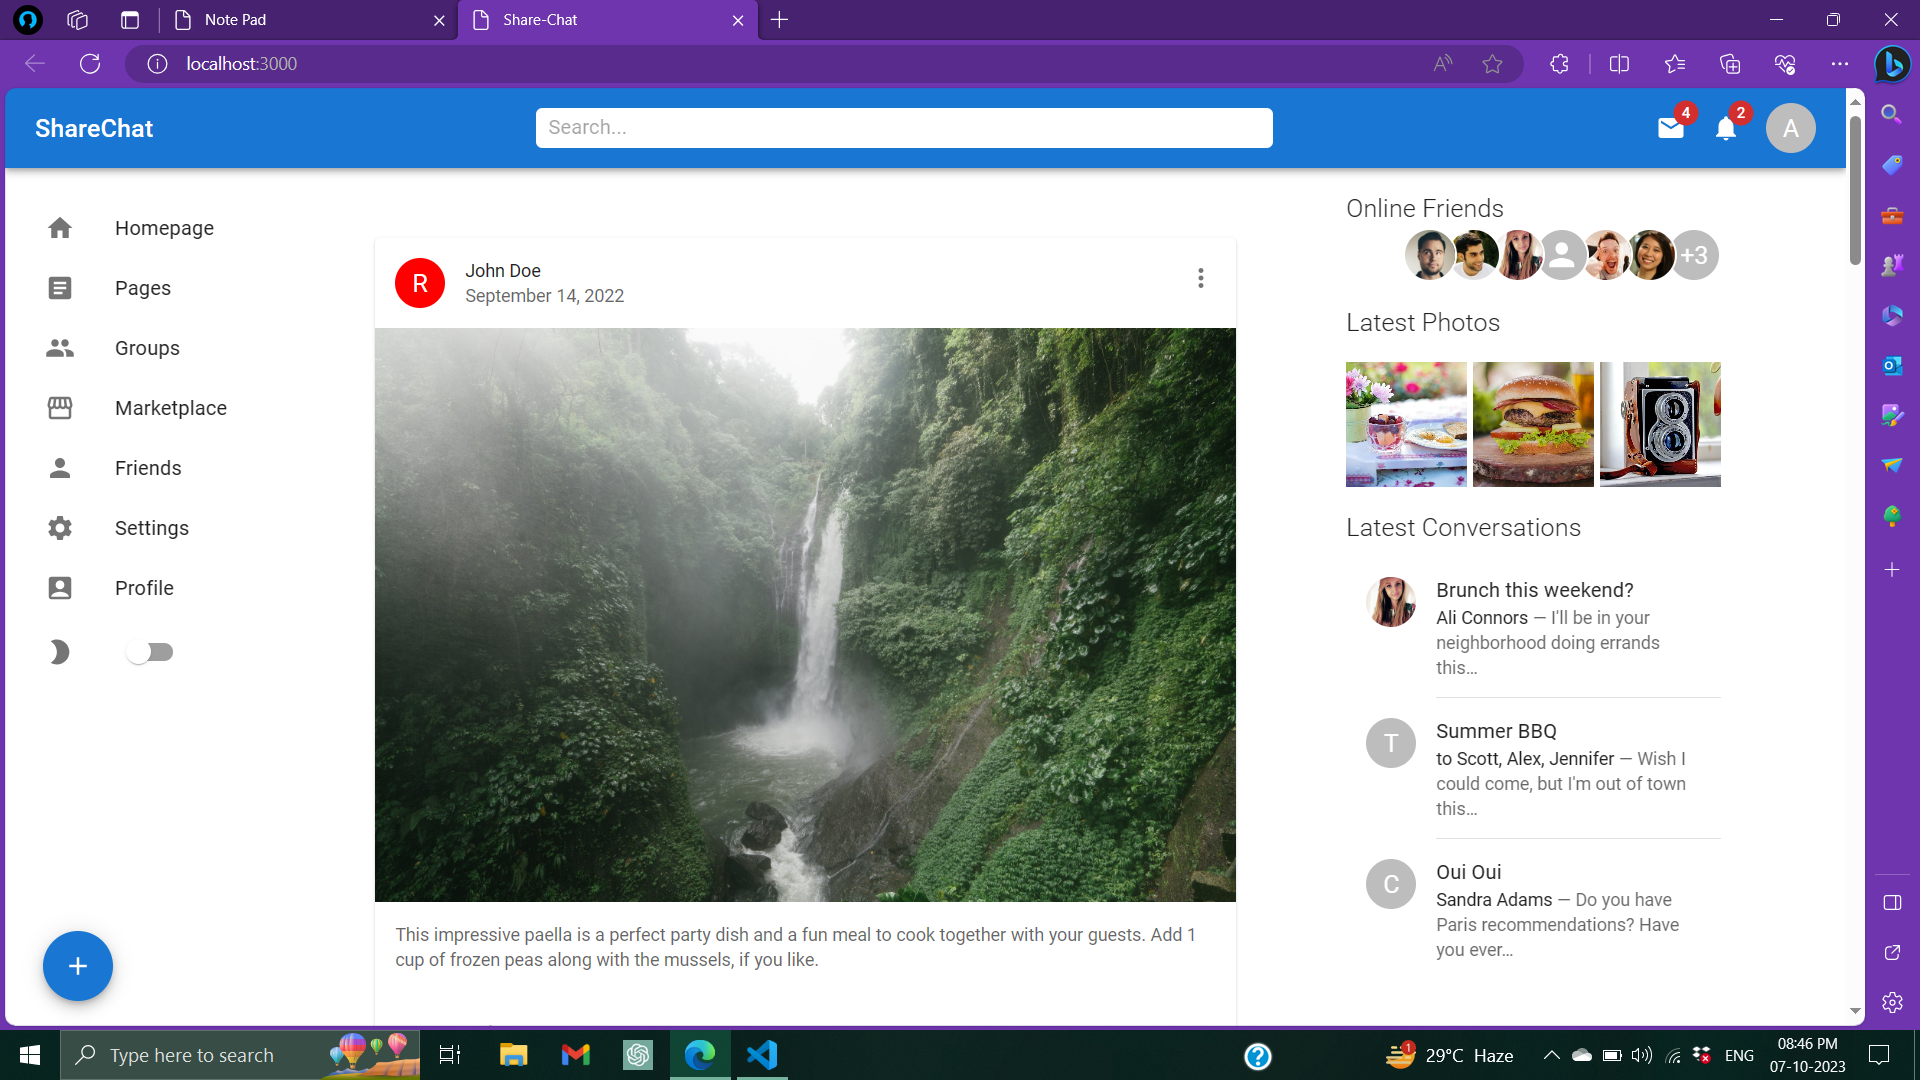 Note Pad
Share-Chat
localhost:3000
ShareChat
Search...
4
2
A
Homepage
Pages
Groups
Marketplace
Friends
Settings
Profile
R
John Doe
September 14, 2022
This impressive paella is a perfect party dish and a fun meal to cook together with your guests. Add 1
cup of frozen peas along with the mussels, if you like.
Online Friends
+3
Latest Photos
8
Latest Conversations
Brunch this weekend?
Ali Connors — I'll be in your
neighborhood doing errands
this…
T
Summer BBQ
to Scott, Alex, Jennifer — Wish I
could come, but I'm out of town
this…
C
Oui Oui
Sandra Adams — Do you have
Paris recommendations? Have
you ever…
+
Type here to search
1
29°C Haze
ENG
08:46 PM
07-10-2023